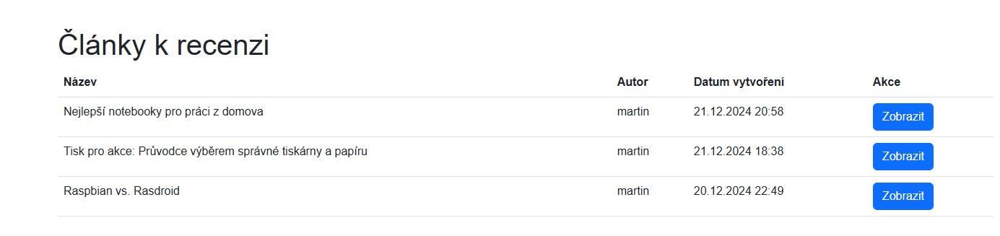 Články k recenzi
Název Autor Datum vytvoření Akce
Nejlepší notebooky pro práci z domova martin 21.12.2024 20:58 Zobrazit
Tisk pro akce: Průvodce výběrem správné tiskárny a papíru martin 21.12.2024 18:38 Zobrazit
Raspbian vs. Rasdroid martin 20.12.2024 22:49 Zobrazit